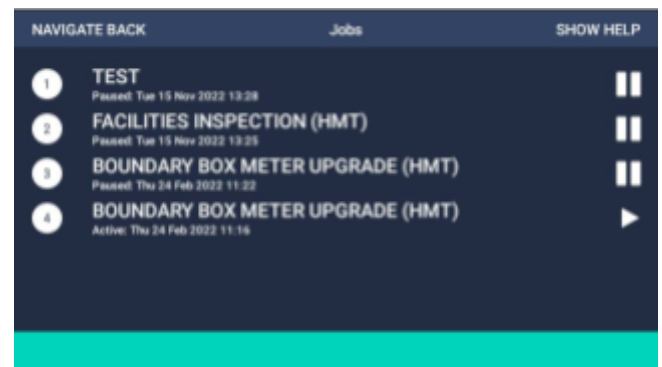 NAVIGATE BACK Jobs SHOW HELP
1 TEST
Paused: Tue 15 Nov 2022 13:28
2 FACILITIES INSPECTION (HMT)
Paused: Tue 15 Nov 2022 13:25
3 BOUNDARY BOX METER UPGRADE (HMT)
Paused: Thu 24 Feb 2022 11:22
4 BOUNDARY BOX METER UPGRADE (HMT)
Active: Thu 24 Feb 2022 11:16